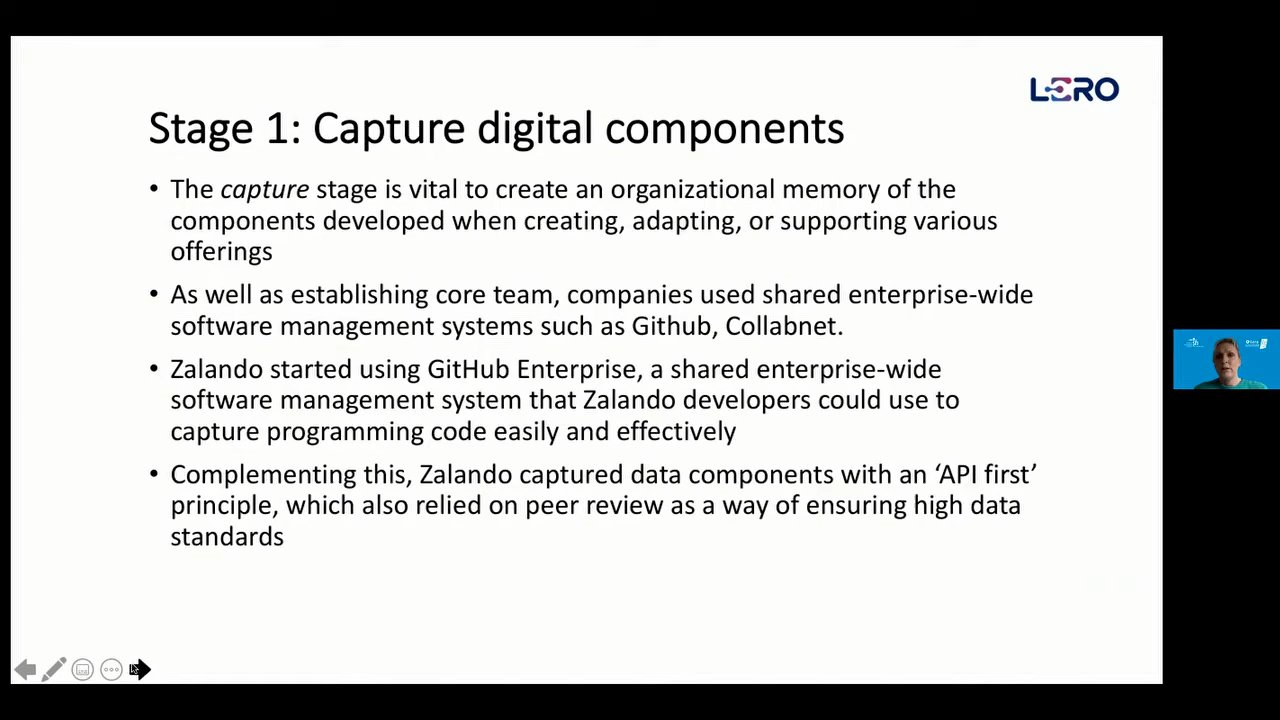 LERO
Stage 1: Capture digital components
• The capture stage is vital to create an organizational memory of the
components developed when creating, adapting, or supporting various
offerings
• As well as establishing core team, companies used shared enterprise-wide
software management systems such as Github, Collabnet.
• Zalando started using GitHub Enterprise, a shared enterprise-wide
software management system that Zalando developers could use to
capture programming code easily and effectively
• Complementing this, Zalando captured data components with an ‘API first’
principle, which also relied on peer review as a way of ensuring high data
standards